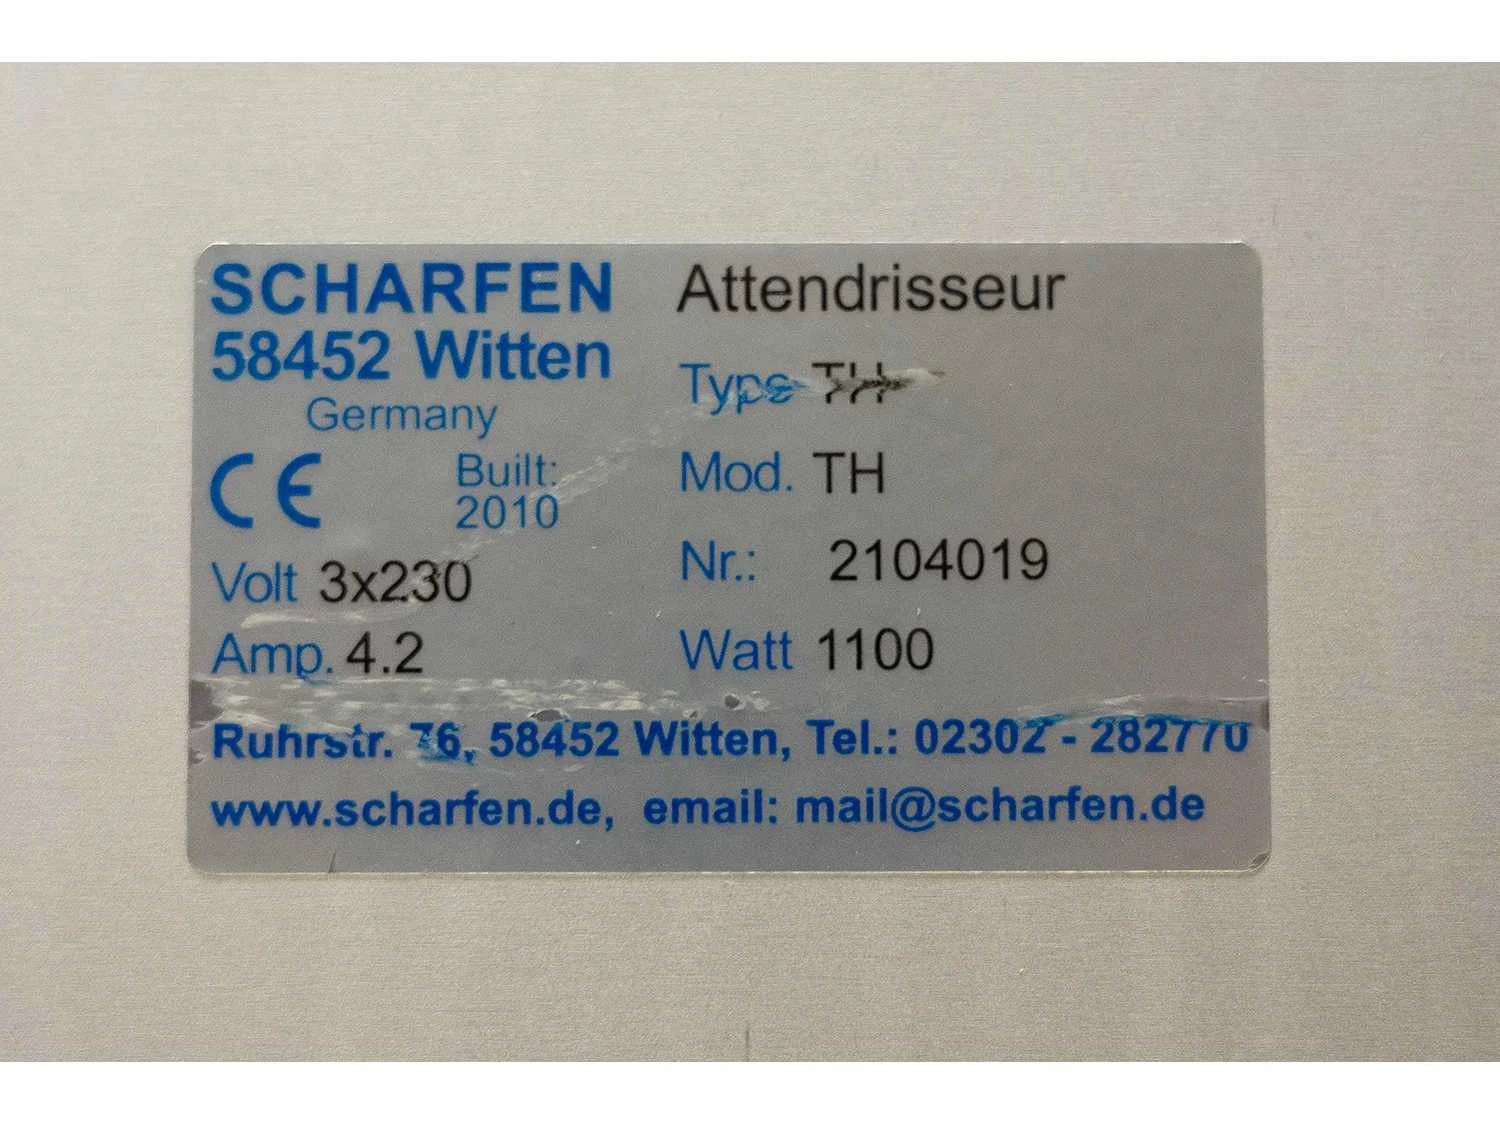 SCHARFEN
58452 Witten
Germany
CE
Built:
2010
Volt 3x230
Amp. 4.2
Attendrisseur
Type TH
Mod. TH
Nr.: 2104019
Watt 1100
Ruhrstr. 76, 58452 Witten, Tel.: 02302 - 282770
www.scharfen.de, email: mail@scharfen.de